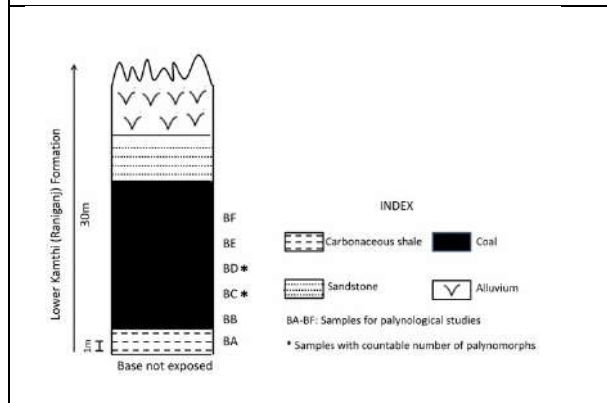 Lower Kamthi (Raniganj) Formation
30m
1m
BF
BE
BD*
BC*
BB
BA
Base not exposed
INDEX
Carbonaceous shale
Coal
Sandstone
Alluvium
BA-BF: Samples for palynological studies
* Samples with countable number of palynomorphs